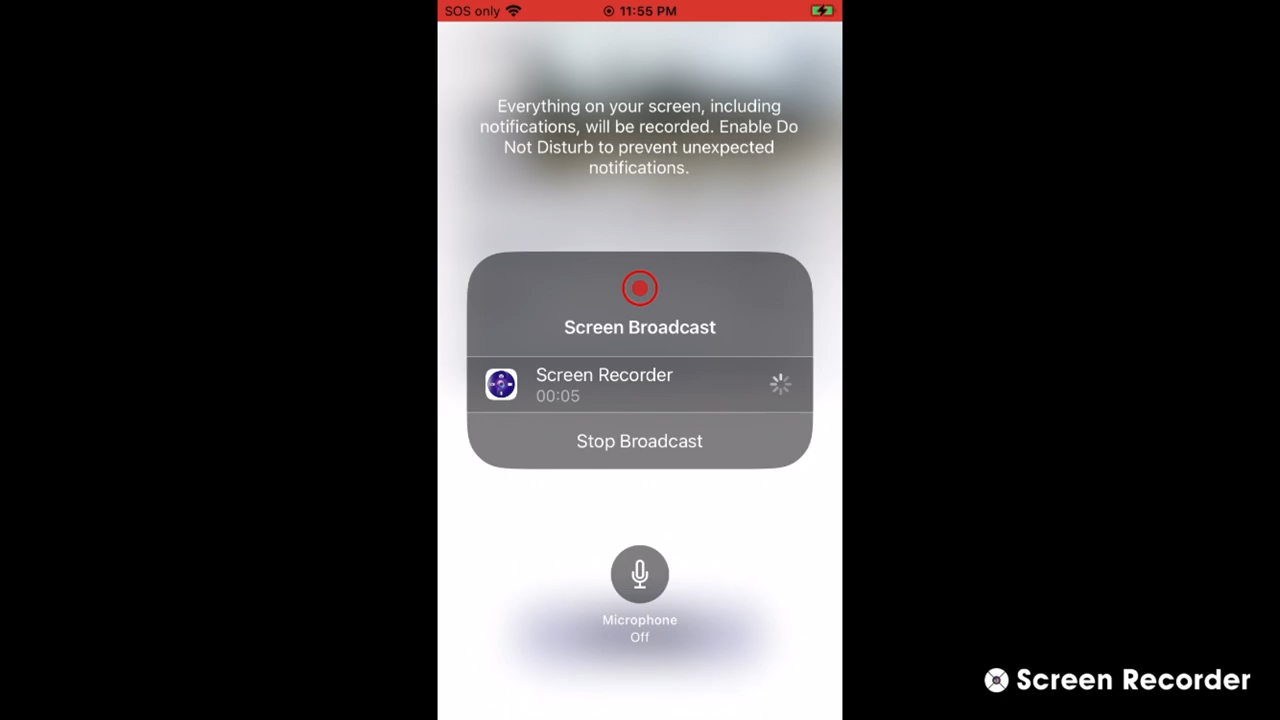 SOS only
11:55 PM
Everything on your screen, including
notifications, will be recorded. Enable Do
Not Disturb to prevent unexpected
notifications.
Screen Broadcast
Screen Recorder
00:05
Stop Broadcast
Microphone
Off
Screen Recorder